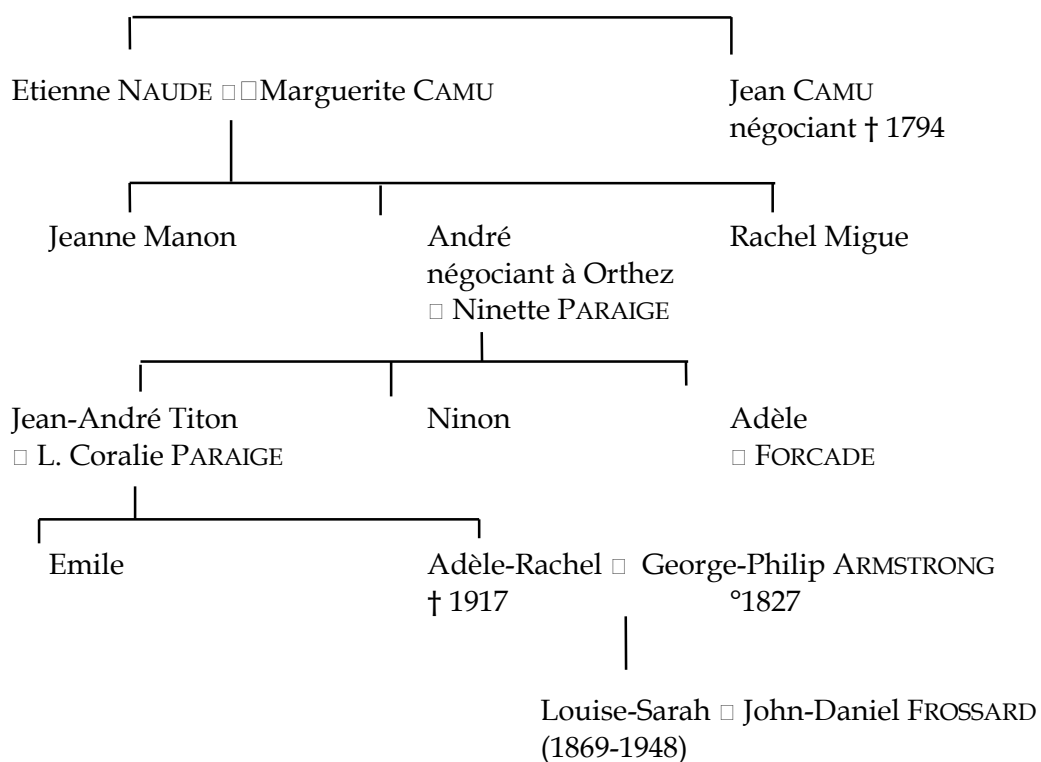 Etienne NAUDE □ □Marguerite CAMU
Jean CAMU
négociant † 1794
Jeanne Manon
André
négociant à Orthez
□ Ninette PARAIGE
Rachel Migue
Jean-André Titon
□ L. Coralie PARAIGE
Ninon
Adèle
□ FORCADE
Emile
Adèle-Rachel □ George-Philip ARMSTRONG
† 1917
°1827
Louise-Sarah □ John-Daniel FROSSARD
(1869-1948)